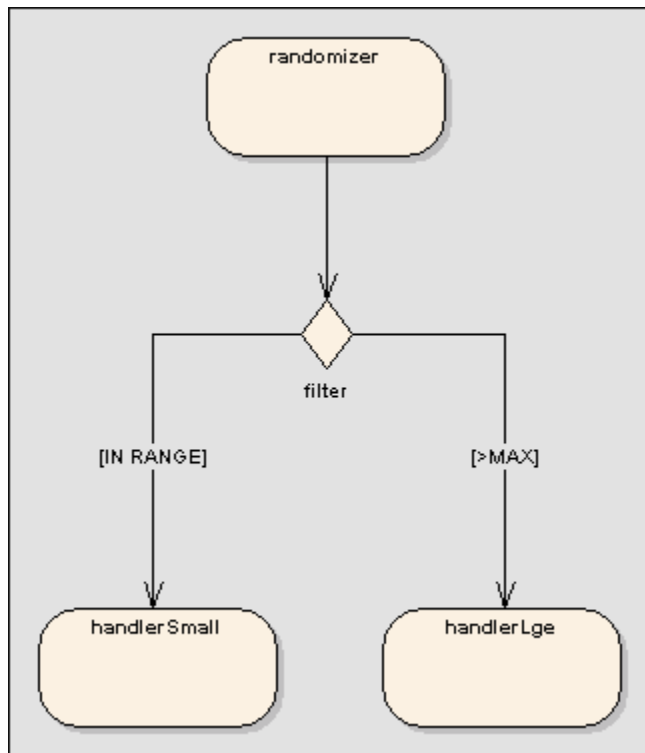 randomizer
filter
[IN RANGE]
[>MAX]
handlerSmall
handlerLge